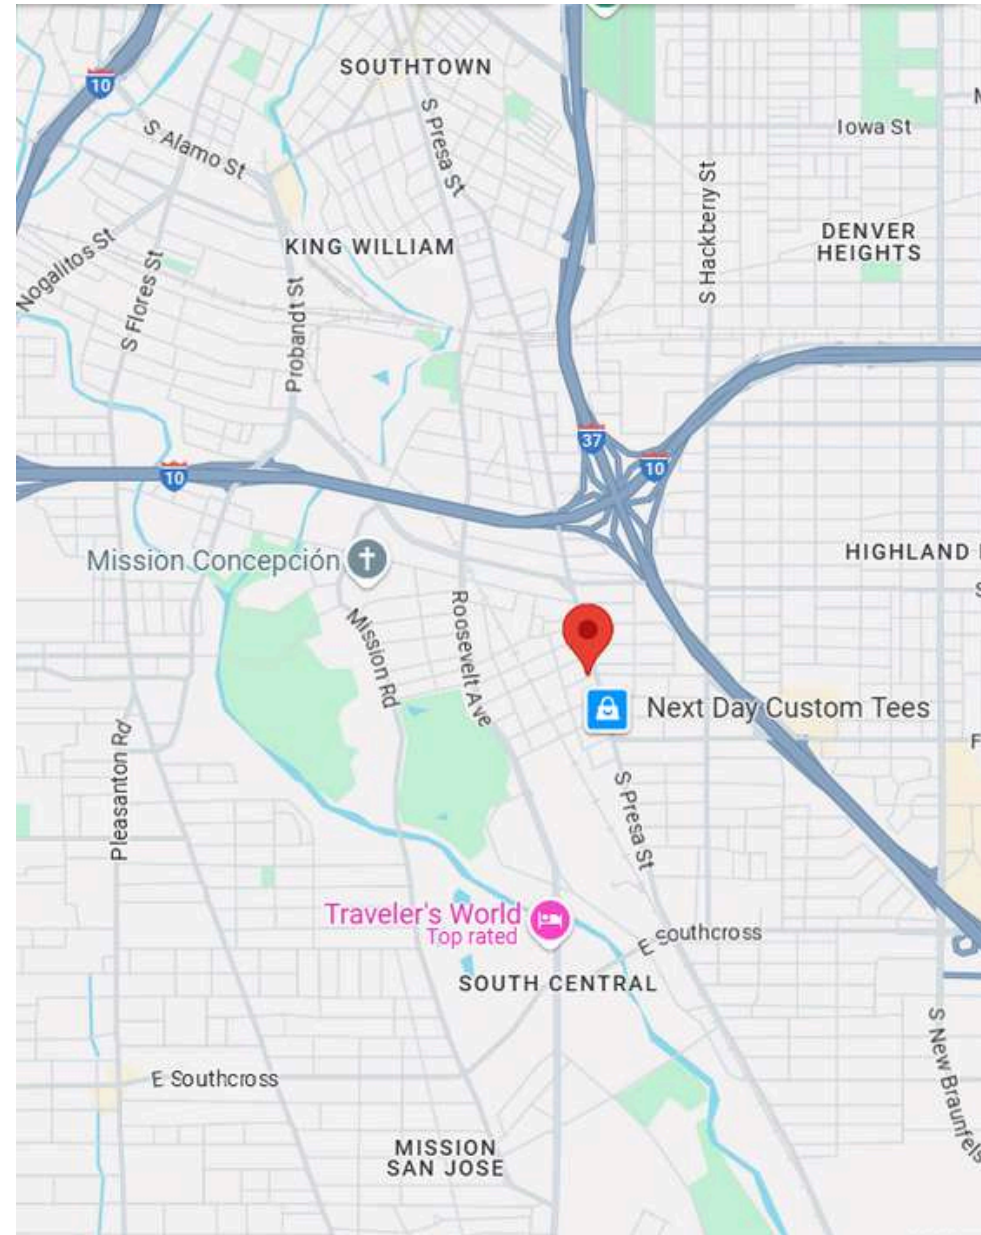 SOUTHTOWN
10
S Alamo St
S Presa St
Iowa St
Nogalitos St
S Flores St
KING WILLIAM
Probandt St
S Hackberry St
DENVER
HEIGHTS
37
10
10
Mission Concepción
HIGHLAND
Mission Rd
Roosevelt Ave
Next Day Custom Tees
Pleasanton Rd
S Presa St
Traveler's World
Top rated
E Southcross
SOUTH CENTRAL
S New Braunfels
E Southcross
MISSION
SAN JOSE